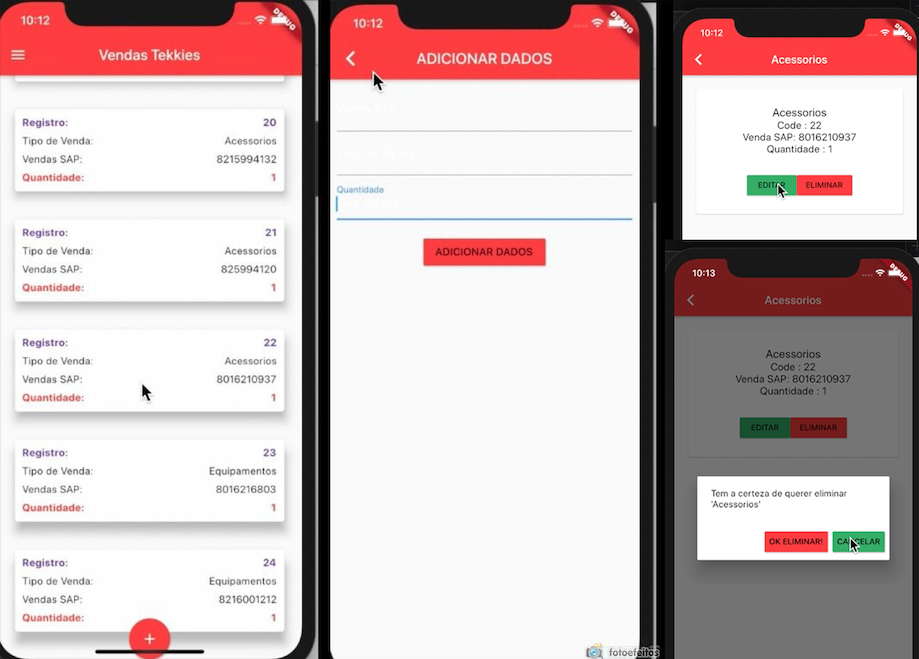 10:12
DEBUG
Vendas Tekkies
Registro: 20
Tipo de Venda: Acessorios
Vendas SAP: 8215994132
Quantidade: 1
Registro: 21
Tipo de Venda: Acessorios
Vendas SAP: 825994120
Quantidade: 1
Registro: 22
Tipo de Venda: Acessorios
Vendas SAP: 8016210937
Quantidade: 1
Registro: 23
Tipo de Venda: Equipamentos
Vendas SAP: 8016216803
Quantidade: 1
Registro: 24
Tipo de Venda: Equipamentos
Vendas SAP: 8216001212
Quantidade: 1
+
10:12
DEBUG
ADICIONAR DADOS
Quantidade
ADICIONAR DADOS
fotoefeitos
10:12
DEBUG
Acessorios
Acessorios
Code : 22
Venda SAP: 8016210937
Quantidade : 1
EDITAR ELIMINAR
10:13
DEBUG
Acessorios
Acessorios
Code : 22
Venda SAP: 8016210937
Quantidade : 1
EDITAR ELIMINAR
Tem a certeza de querer eliminar
'Acessorios'
OK ELIMINAR! CANCELAR